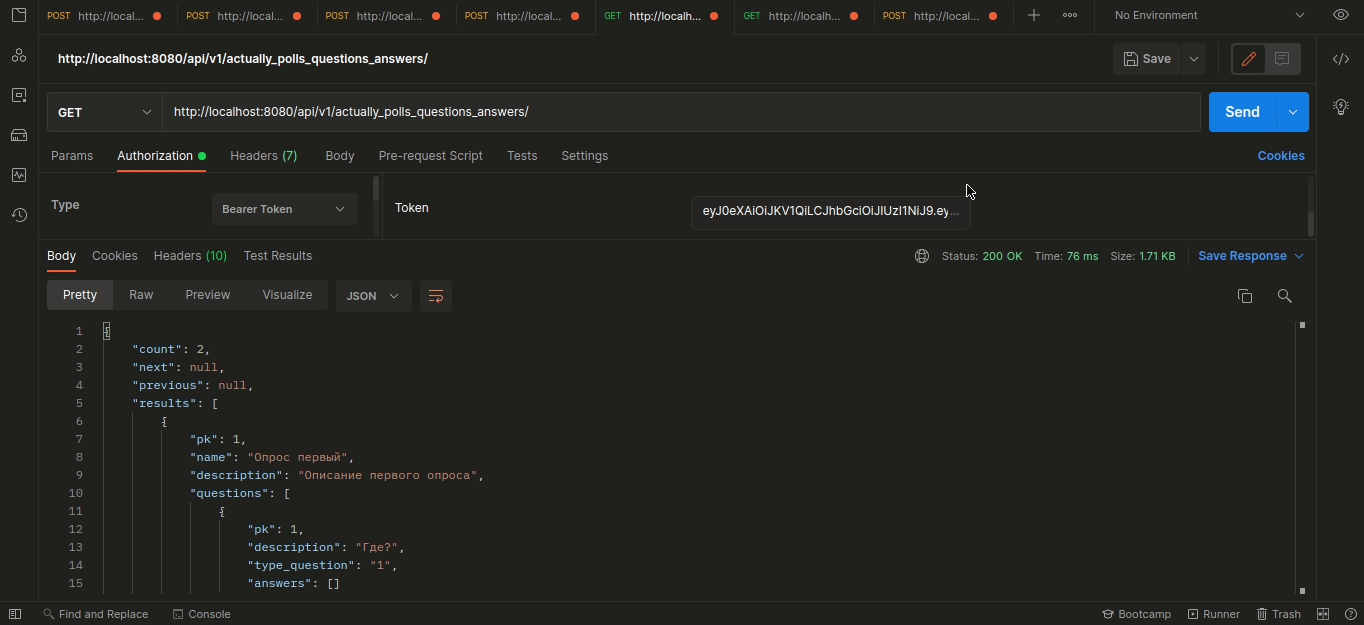 POST http://local... POST http://local... POST http://local... POST http://local... GET http://localh... GET http://localh... POST http://local... No Environment
http://localhost:8080/api/v1/actually_polls_questions_answers/ Save
GET http://localhost:8080/api/v1/actually_polls_questions_answers/ Send
Params Authorization Headers (7) Body Pre-request Script Tests Settings Cookies
Type Bearer Token Token eyJ0eXAiOiJKV1QiLCJhbGciOiJIUzI1NiJ9.ey...
Body Cookies Headers (10) Test Results Status: 200 OK Time: 76 ms Size: 1.71 KB Save Response
Pretty Raw Preview Visualize JSON
1 {
2 "count": 2,
3 "next": null,
4 "previous": null,
5 "results": [
6 {
7 "pk": 1,
8 "name": "Опрос первый",
9 "description": "Описание первого опроса",
10 "questions": [
11 {
12 "pk": 1,
13 "description": "Где?",
14 "type_question": "1",
15 "answers": []
Find and Replace Console Bootcamp Runner Trash